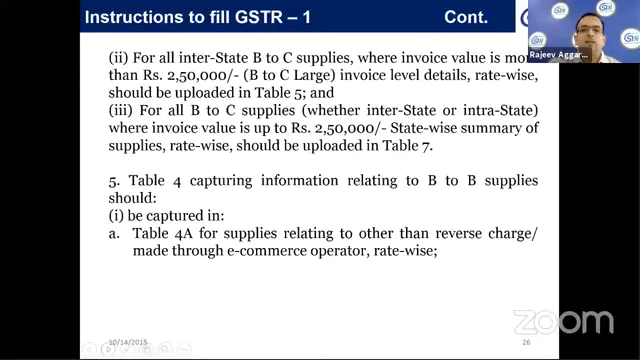 Instructions to fill GSTR – 1 Cont.
(ii) For all inter-State B to C supplies, where invoice value is more
than Rs. 2,50,000/- (B to C Large) invoice level details, rate-wise,
should be uploaded in Table 5; and
(iii) For all B to C supplies (whether inter-State or intra-State)
where invoice value is up to Rs. 2,50,000/- State-wise summary of
supplies, rate-wise, should be uploaded in Table 7.
5. Table 4 capturing information relating to B to B supplies
should:
(i) be captured in:
a. Table 4A for supplies relating to other than reverse charge/
made through e-commerce operator, rate-wise;
Rajeev Aggar...
zoom
10/14/2015 26